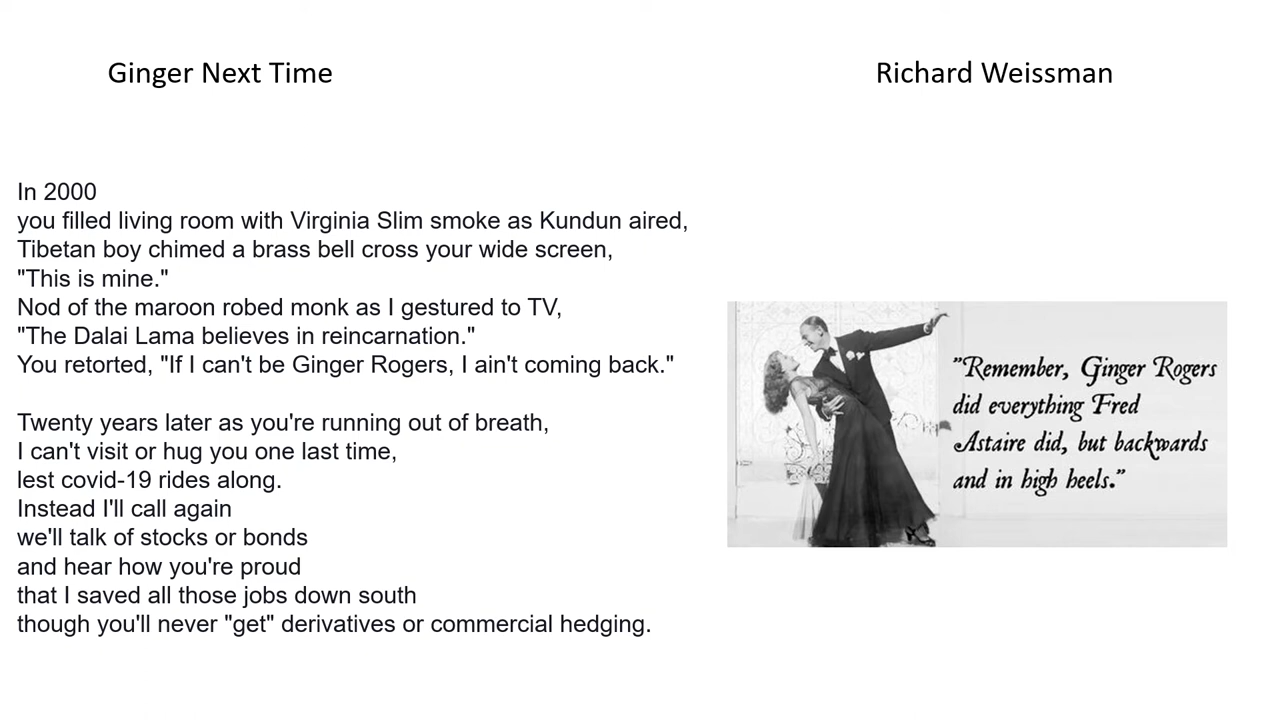 Ginger Next Time
Richard Weissman
In 2000
you filled living room with Virginia Slim smoke as Kundun aired,
Tibetan boy chimed a brass bell cross your wide screen,
"This is mine."
Nod of the maroon robed monk as I gestured to TV,
"The Dalai Lama believes in reincarnation."
You retorted, "If I can't be Ginger Rogers, I ain't coming back."
Twenty years later as you're running out of breath,
I can't visit or hug you one last time,
lest covid-19 rides along.
Instead I'll call again
we'll talk of stocks or bonds
and hear how you're proud
that I saved all those jobs down south
though you'll never "get" derivatives or commercial hedging.
"Remember, Ginger Rogers
did everything Fred
Astaire did, but backwards
and in high heels."